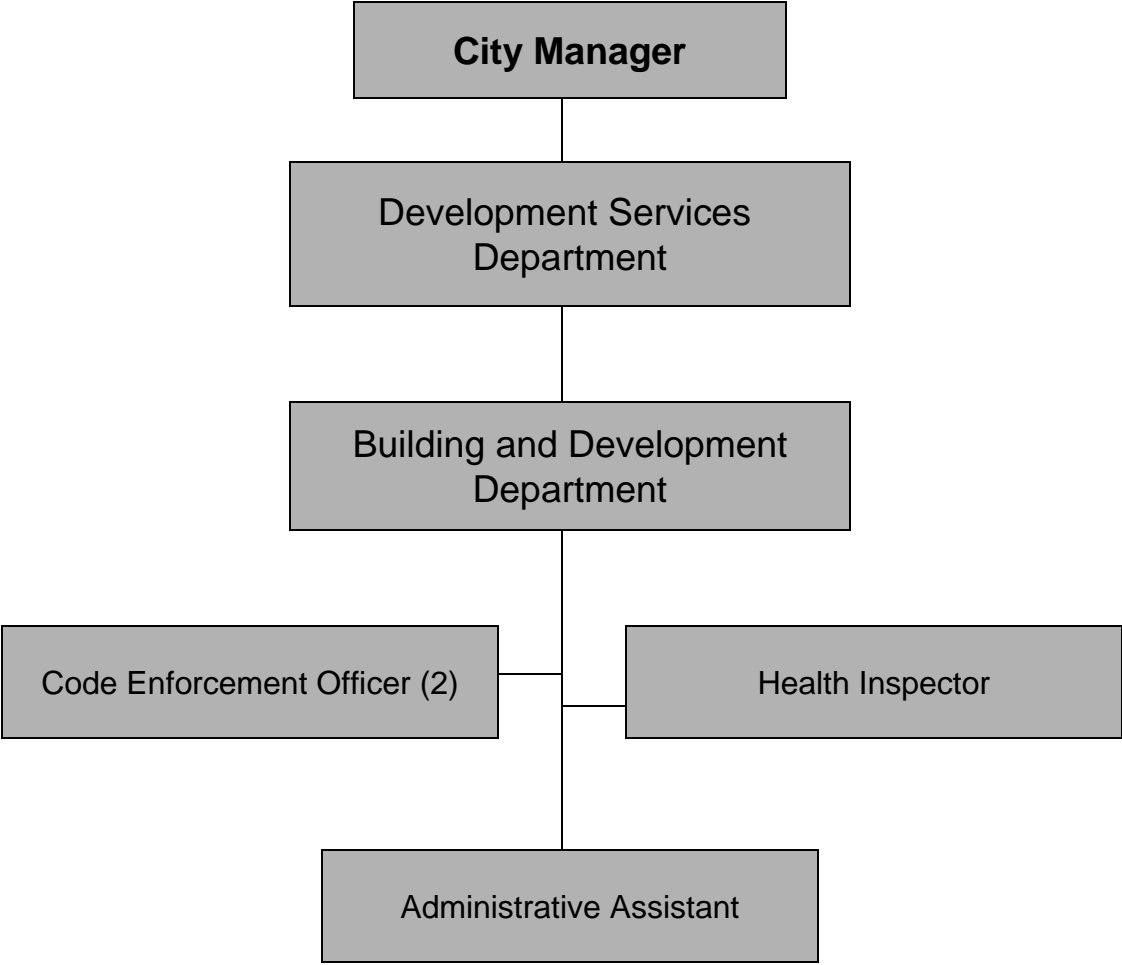 City Manager
Development Services
Department
Building and Development
Department
Code Enforcement Officer (2)
Health Inspector
Administrative Assistant